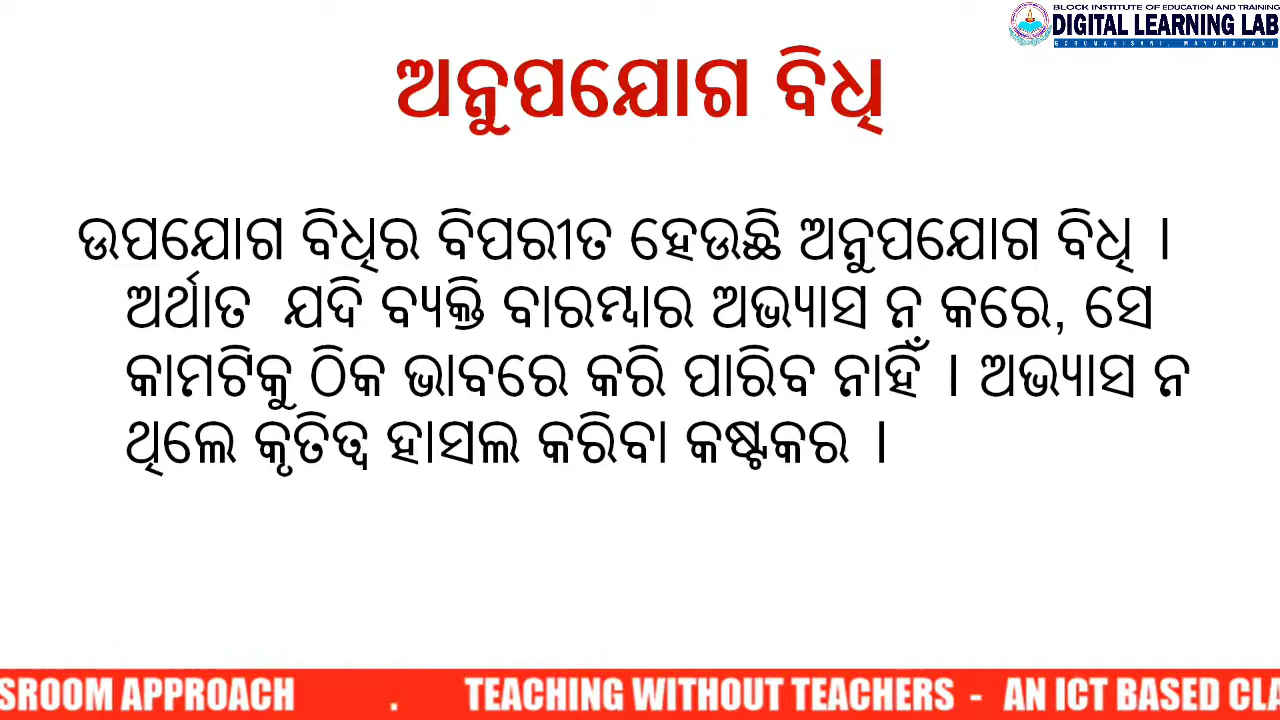 BLOCK INSTITUTE OF EDUCATION AND TRAINING
DIGITAL LEARNING LAB
GORUMAHISANI, MAYURBHANJ
ଅନୁପଯୋଗ ବିଧି
ଉପଯୋଗ ବିଧିର ବିପରୀତ ହେଉଛି ଅନୁପଯୋଗ ବିଧି ।
ଅର୍ଥାତ ଯଦି ବ୍ୟକ୍ତି ବାରମ୍ବାର ଅଭ୍ୟାସ ନ କରେ, ସେ
କାମଟିକୁ ଠିକ ଭାବରେ କରି ପାରିବ ନାହିଁ । ଅଭ୍ୟାସ ନ
ଥିଲେ କୃତିତ୍ୱ ହାସଲ କରିବା କଷ୍ଟକର ।
SROOM APPROACH . TEACHING WITHOUT TEACHERS - AN ICT BASED CLA